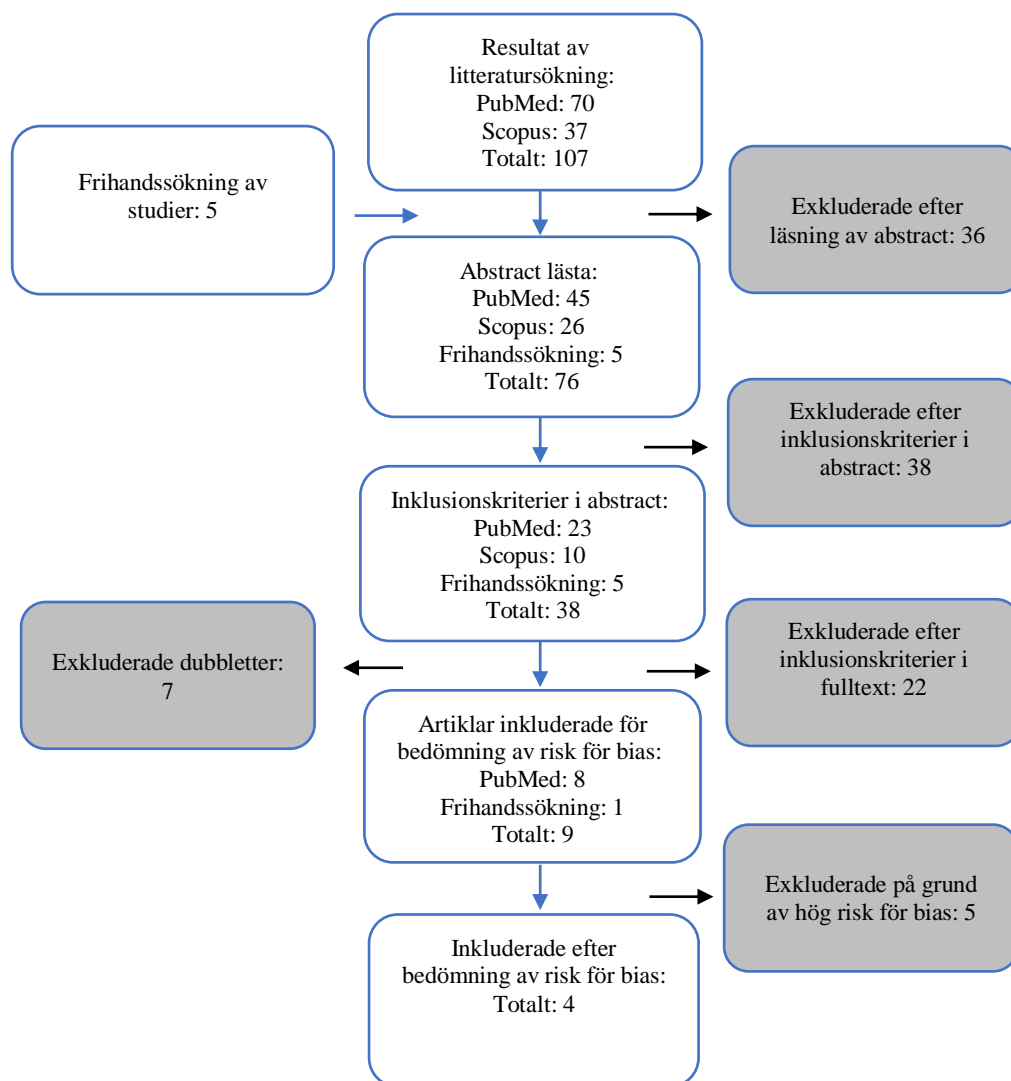 Resultat av
litteratursökning:
PubMed: 70
Scopus: 37
Totalt: 107
Frihandssökning av
studier: 5
Exkluderade efter
läsning av abstract: 36
Abstract lästa:
PubMed: 45
Scopus: 26
Frihandssökning: 5
Totalt: 76
Exkluderade efter
inklusionskriterier i
abstract: 38
Inklusionskriterier i abstract:
PubMed: 23
Scopus: 10
Frihandssökning: 5
Totalt: 38
Exkluderade dubbletter:
7
Exkluderade efter
inklusionskriterier i
fulltext: 22
Artiklar inkluderade för
bedömning av risk för bias:
PubMed: 8
Frihandssökning: 1
Totalt: 9
Exkluderade på grund
av hög risk för bias: 5
Inkluderade efter
bedömning av risk för bias:
Totalt: 4